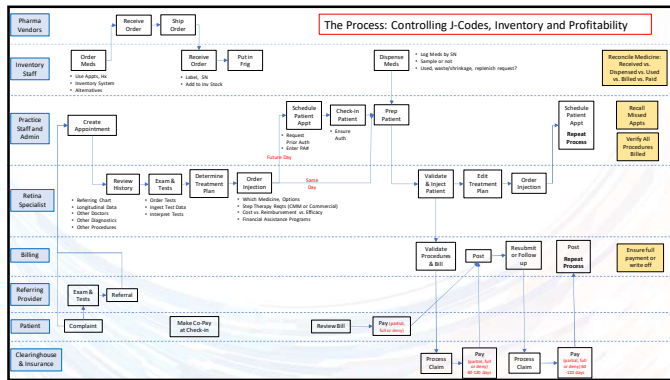 The Process: Controlling J-Codes, Inventory and Profitability
Pharma
Vendors
Receive
Order
Ship
Order
Inventory
Staff
Order
Meds
• Use Appts, Hx
• Inventory System
• Alternatives
Receive
Order
• Label, SN
• Add to Inv Stock
Put in
Frig
Dispense
Meds
• Log Meds by SN
• Sample or not
• Used, waste/shrinkage, replenish request?
Reconcile Medicine:
Received vs.
Dispensed vs. Used
vs. Billed vs. Paid
Practice
Staff and
Admin
Create
Appointment
Schedule
Patient
Appt
• Request
Prior Auth
• Enter PA#
Check-in
Patient
• Ensure
Auth
Prep
Patient
Schedule
Patient
Appt
Repeat
Process
Recall
Missed
Appts
Verify All
Procedures
Billed
Future Day
Same
Day
Retina
Specialist
Review
History
• Referring Chart
• Longitudinal Data
• Other Doctors
• Other Diagnostics
• Other Procedures
Exam &
Tests
• Order Tests
• Ingest Test Data
• Interpret Tests
Determine
Treatment
Plan
Order
Injection
• Which Medicine, Options
• Step Therapy Reqts (CMM or Commercial)
• Cost vs. Reimbursement vs. Efficacy
• Financial Assistance Programs
Validate
& Inject
Patient
Edit
Treatment
Plan
Order
Injection
Billing
Validate
Procedures
& Bill
Post
Resubmit
or Follow
up
Post
Repeat
Process
Ensure full
payment or
write off
Referring
Provider
Exam &
Tests
Referral
Patient
Complaint
Make Co-Pay
at Check-in
Review Bill
Pay (partial,
full or deny)
Clearinghouse
& Insurance
Process
Claim
Pay
(partial, full
or deny)
60-120 days
Process
Claim
Pay
(partial, full
or deny) 60
-120 days